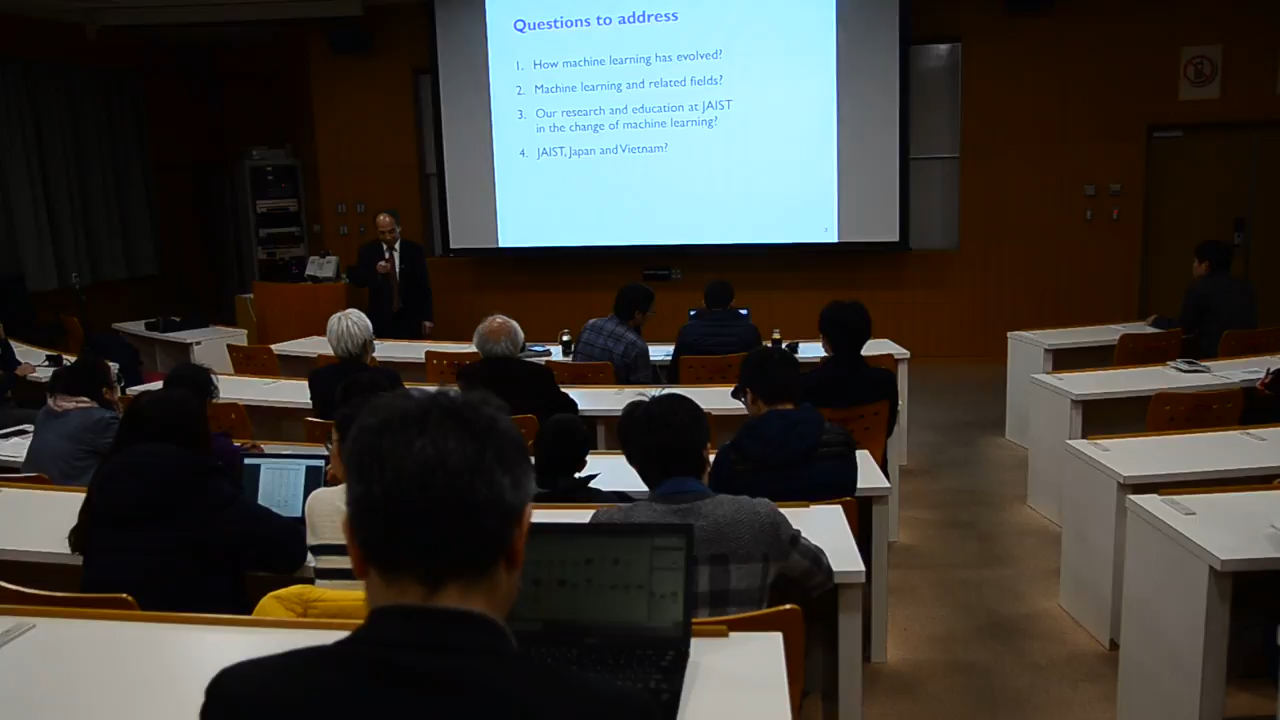 Questions to address
1. How machine learning has evolved?
2. Machine learning and related fields?
3. Our research and education at JAIST
in the change of machine learning?
4. JAIST, Japan and Vietnam?